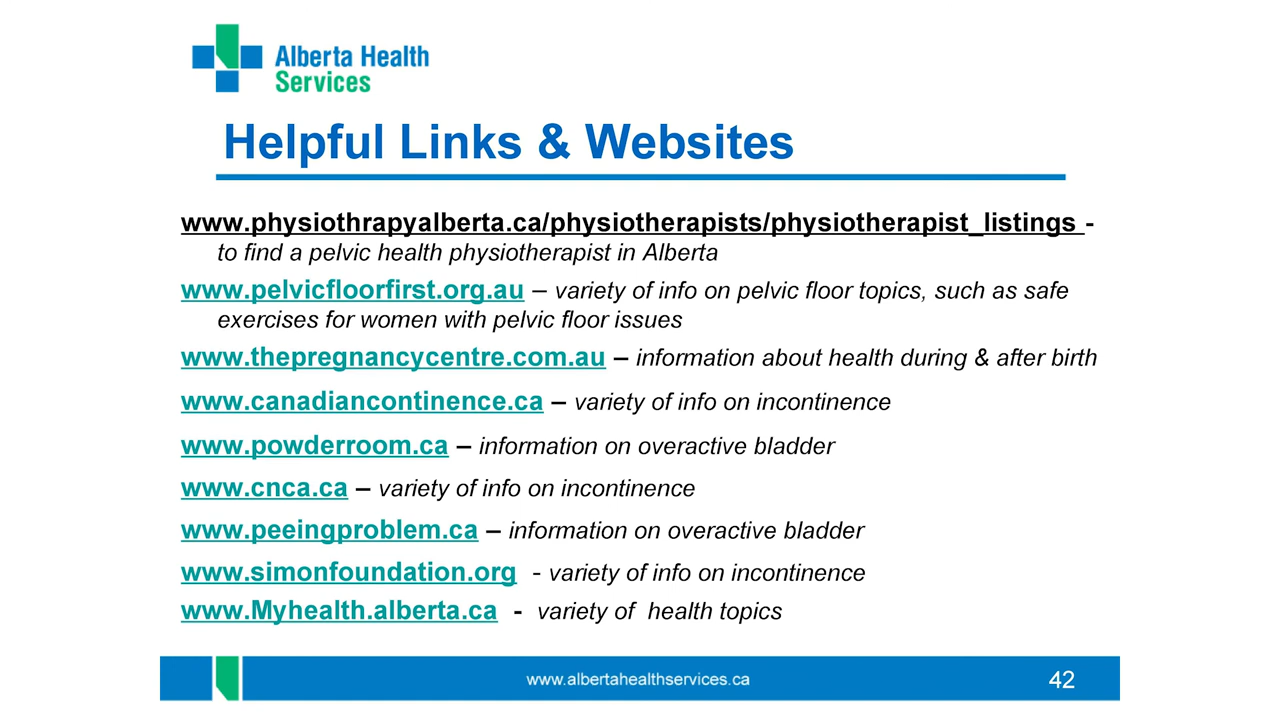 Alberta Health
Services
Helpful Links & Websites
www.physiothrapyalberta.ca/physiotherapists/physiotherapist_listings -
to find a pelvic health physiotherapist in Alberta
www.pelvicfloorfirst.org.au – variety of info on pelvic floor topics, such as safe
exercises for women with pelvic floor issues
www.thepregnancycentre.com.au – information about health during & after birth
www.canadiancontinence.ca – variety of info on incontinence
www.powderroom.ca – information on overactive bladder
www.cnca.ca – variety of info on incontinence
www.peeingproblem.ca – information on overactive bladder
www.simonfoundation.org - variety of info on incontinence
www.Myhealth.alberta.ca - variety of health topics
www.albertahealthservices.ca 42